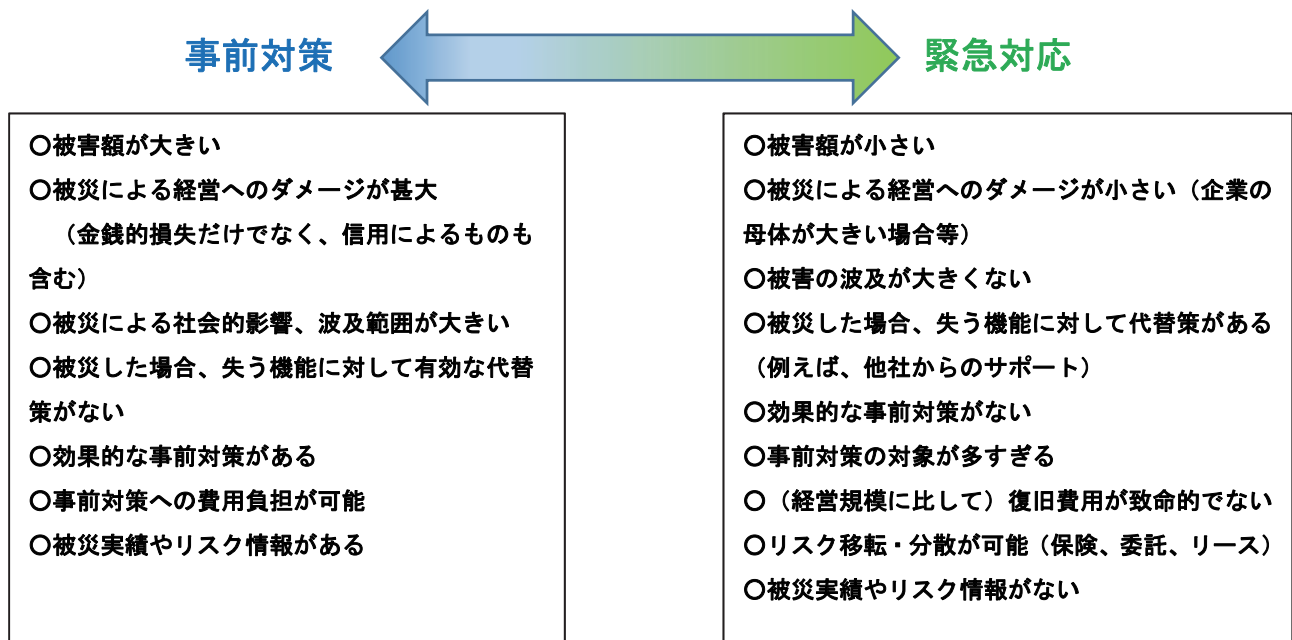 事前対策
緊急対応
〇被害額が大きい
〇被災による経営へのダメージが甚大
（金銭的損失だけでなく、信用によるものも
含む）
〇被災による社会的影響、波及範囲が大きい
〇被災した場合、失う機能に対して有効な代替
策がない
〇効果的な事前対策がある
〇事前対策への費用負担が可能
〇被災実績やリスク情報がある
〇被害額が小さい
〇被災による経営へのダメージが小さい（企業の
母体が大きい場合等）
〇被害の波及が大きくない
〇被災した場合、失う機能に対して代替策がある
（例えば、他社からのサポート）
〇効果的な事前対策がない
〇事前対策の対象が多すぎる
〇（経営規模に比して）復旧費用が致命的でない
〇リスク移転・分散が可能（保険、委託、リース）
〇被災実績やリスク情報がない